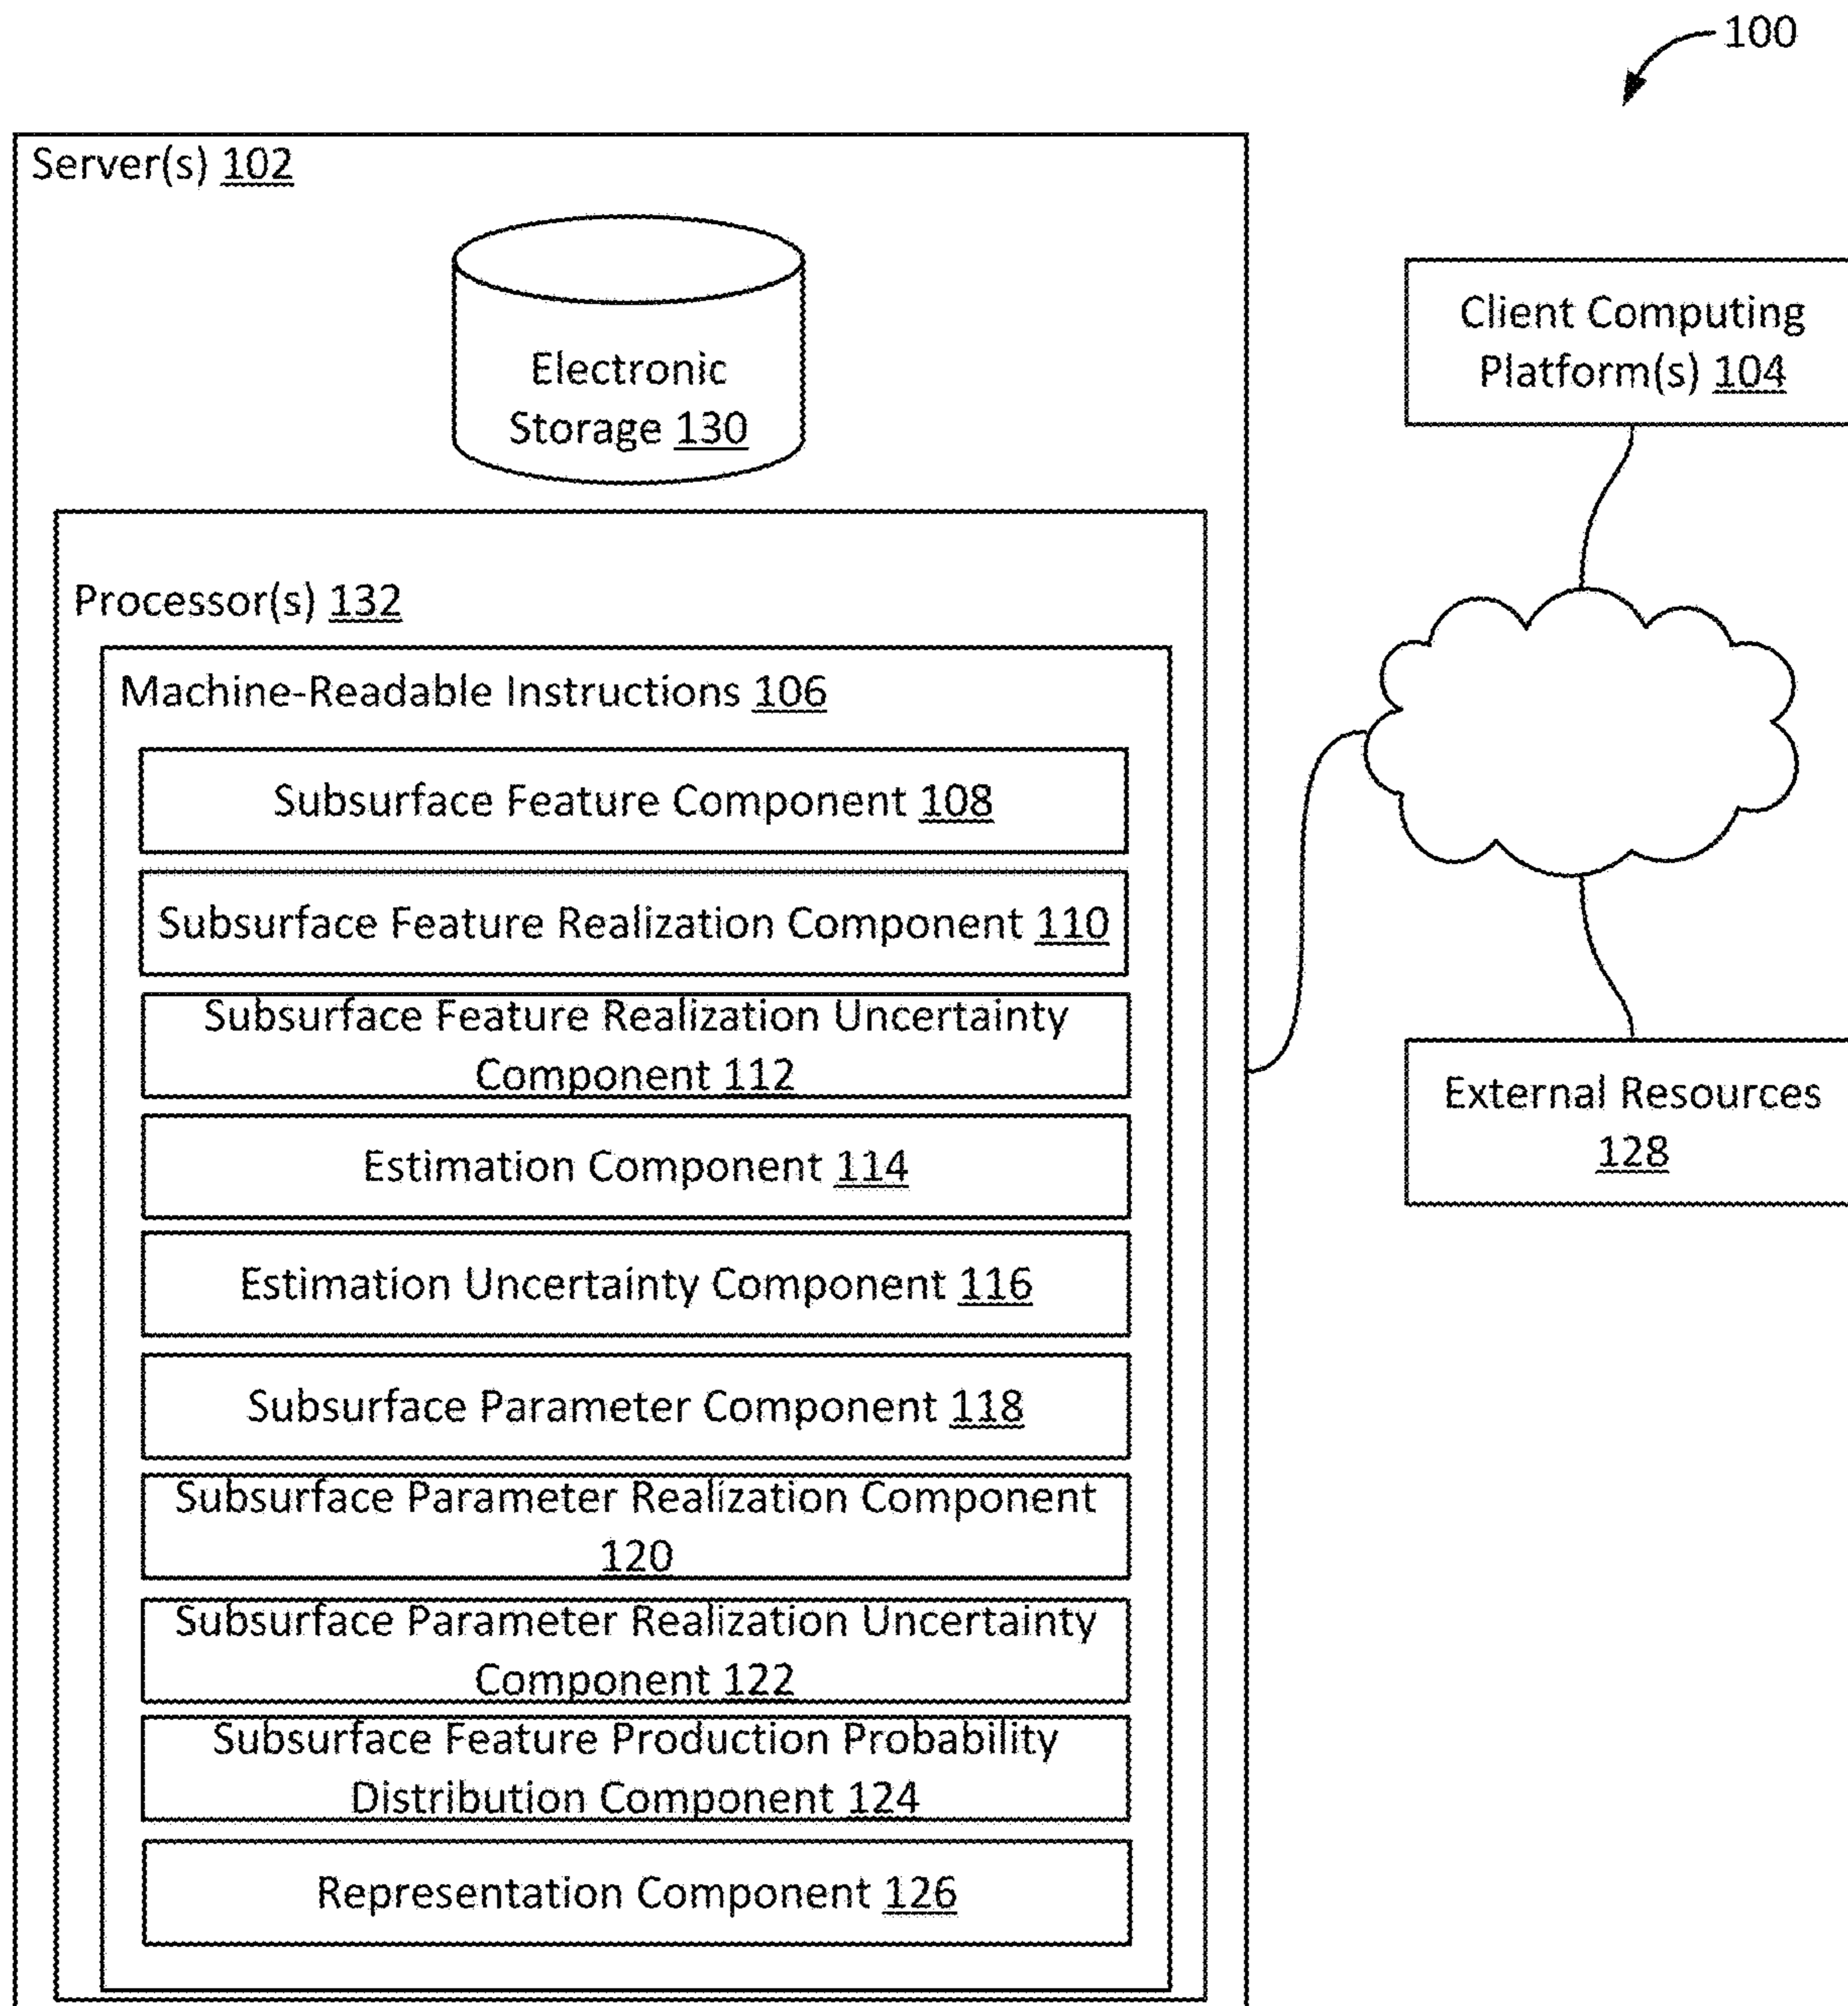 100
Server(s) 102
Electronic
Storage 130
Processor(s) 132
Machine-Readable Instructions 106
Subsurface Feature Component 108
Subsurface Feature Realization Component 110
Subsurface Feature Realization Uncertainty
Component 112
Estimation Component 114
Estimation Uncertainty Component 116
Subsurface Parameter Component 118
Subsurface Parameter Realization Component
120
Subsurface Parameter Realization Uncertainty
Component 122
Subsurface Feature Production Probability
Distribution Component 124
Representation Component 126
Client Computing
Platform(s) 104
External Resources
128